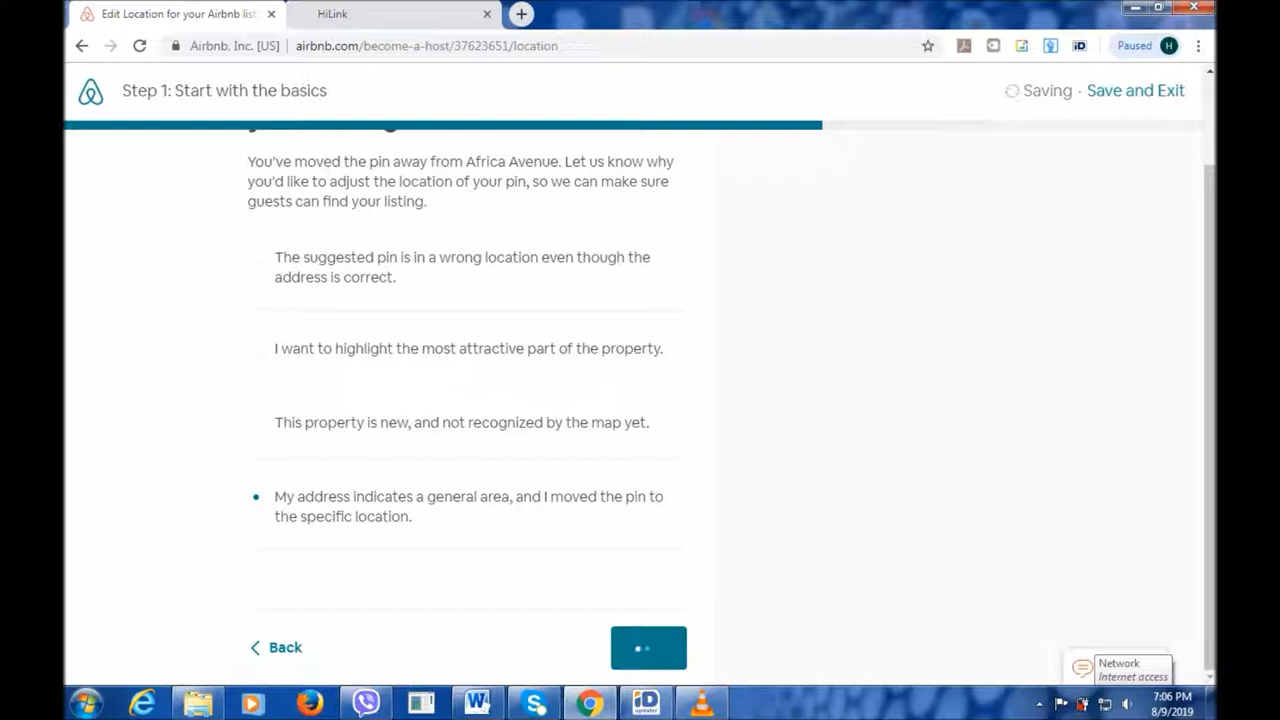 Edit Location for your Airbnb list
HiLink
Airbnb, Inc. [US]
airbnb.com/become-a-host/37623651/location
Paused
H
Step 1: Start with the basics
Saving · Save and Exit
You've moved the pin away from Africa Avenue. Let us know why
you'd like to adjust the location of your pin, so we can make sure
guests can find your listing.
The suggested pin is in a wrong location even though the
address is correct.
I want to highlight the most attractive part of the property.
This property is new, and not recognized by the map yet.
My address indicates a general area, and I moved the pin to
the specific location.
Back
Network
Internet access
iD
updater
7:06 PM
8/9/2019